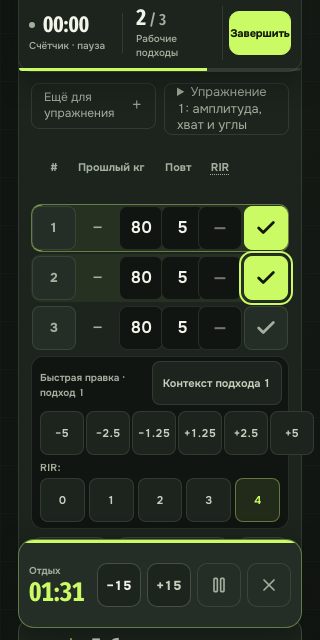 00:00
Счётчик · пауза
2 / 3
Рабочие
подходы
Завершить
Ещё для
упражнения
+
▶ Упражнение
1: амплитуда,
хват и углы
# Прошлый кг Повт RIR
1 – 80 5 –
2 – 80 5 –
3 – 80 5 –
Быстрая правка ·
подход 1
Контекст подхода 1
−5 −2.5 −1.25 +1.25 +2.5 +5
RIR:
0 1 2 3 4
Отдых
01:31
−15 +15